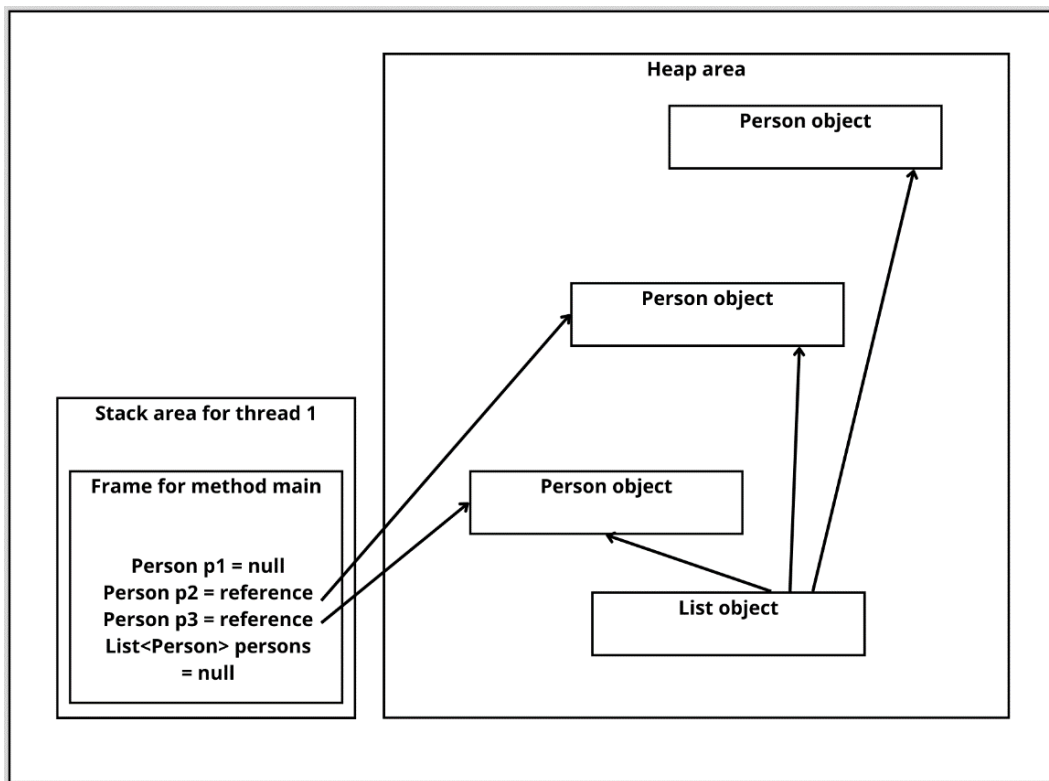 Heap area
Person object
Person object
Stack area for thread 1
Frame for method main
Person object
Person p1 = null
Person p2 = reference
Person p3 = reference
List<Person> persons
= null
List object